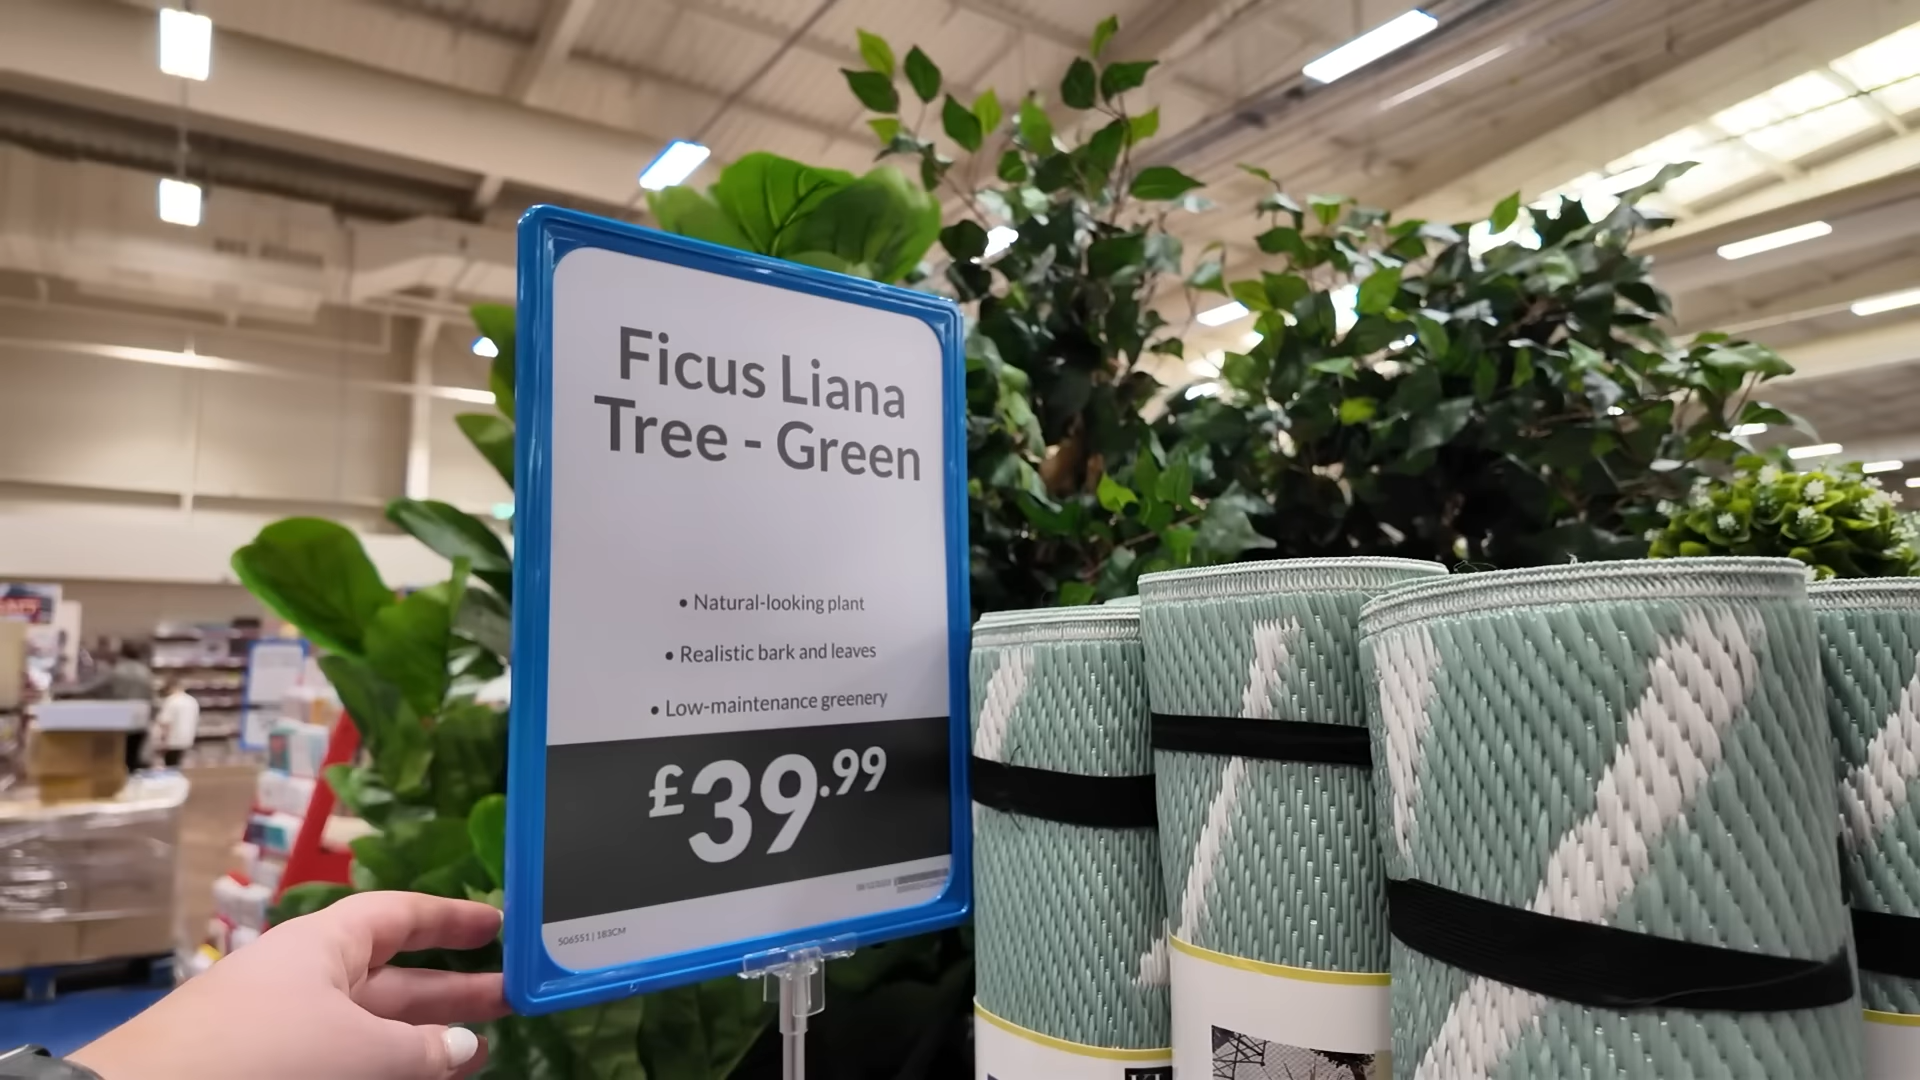 Ficus Liana
Tree - Green
• Natural-looking plant
• Realistic bark and leaves
• Low-maintenance greenery
£39.99
506551 | 183CM